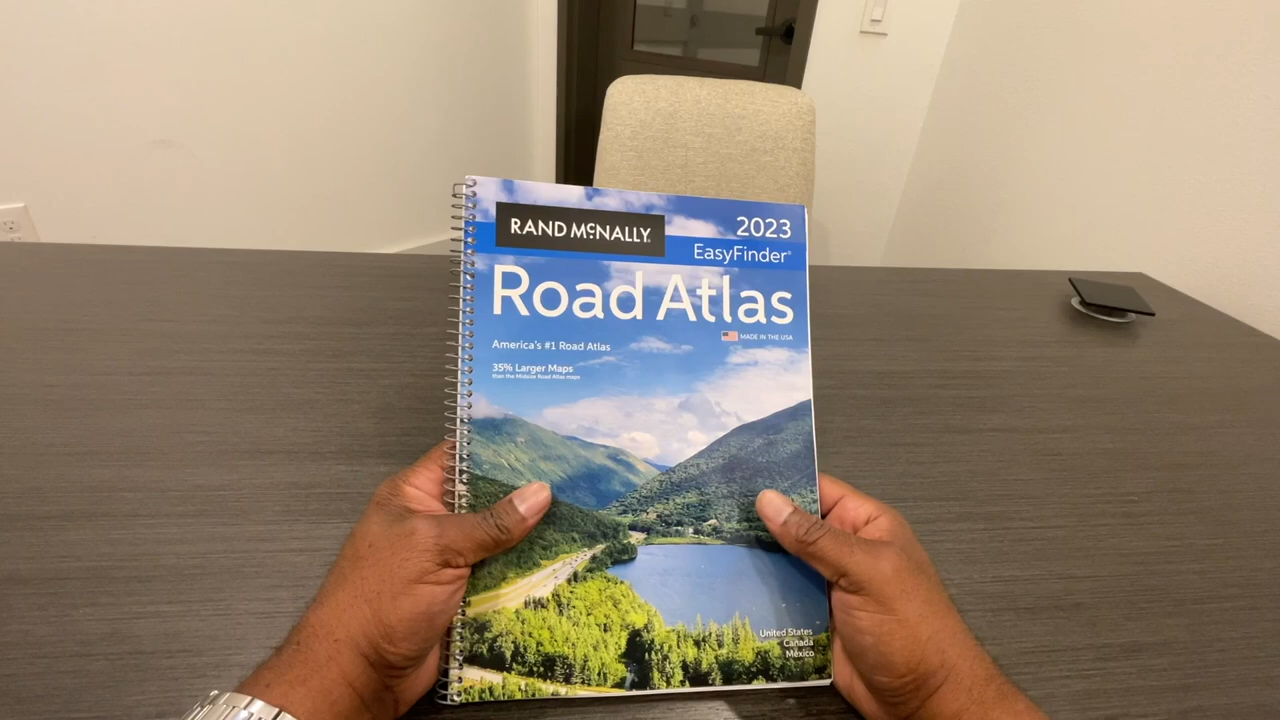 RAND McNALLY
2023
EasyFinder®
Road Atlas
MADE IN THE USA
America's #1 Road Atlas
35% Larger Maps
than the Midsize Road Atlas maps
United States
Canada
México